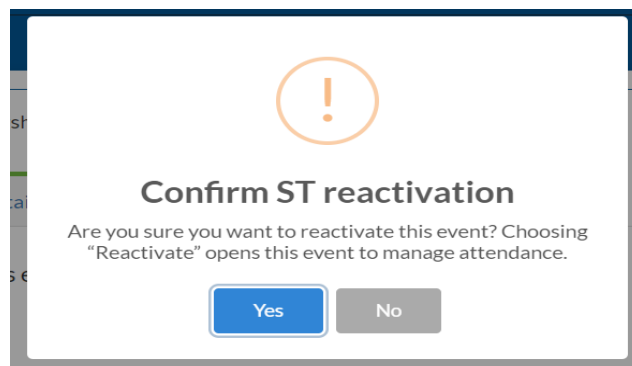 Confirm ST reactivation
Are you sure you want to reactivate this event? Choosing
“Reactivate” opens this event to manage attendance.
Yes
No